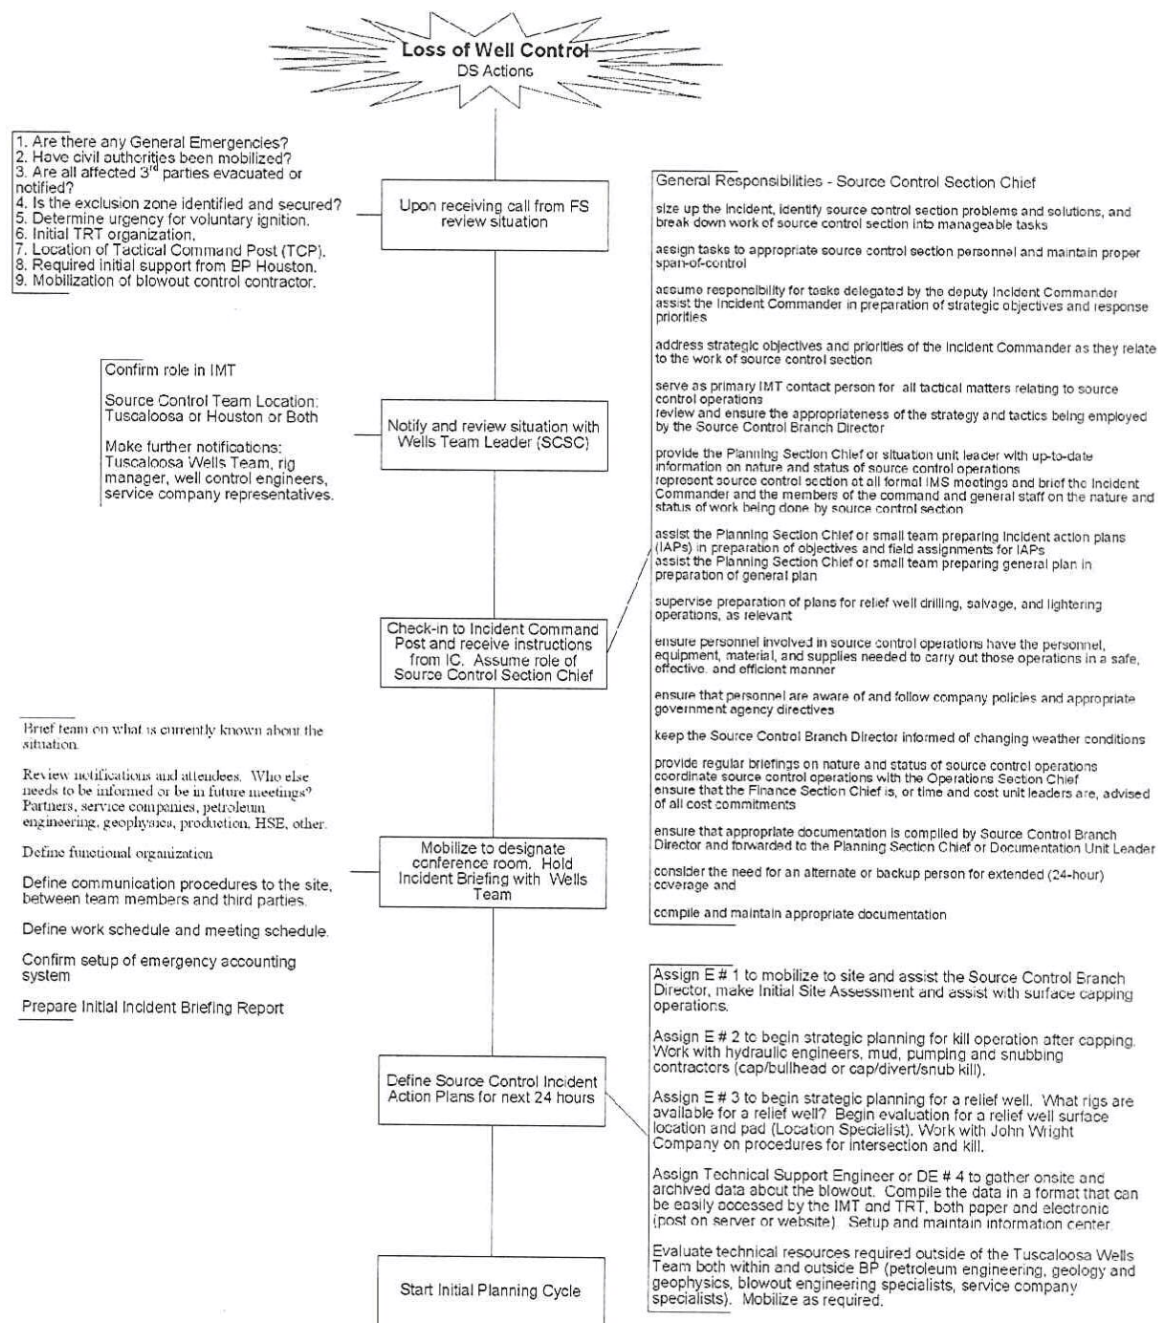 Loss of Well Control
DS Actions
1. Are there any General Emergencies?
2. Have civil authorities been mobilized?
3. Are all affected 3rd parties evacuated or
notified?
4. Is the exclusion zone identified and secured?
5. Determine urgency for voluntary ignition.
6. Initial TRT organization.
7. Location of Tactical Command Post (TCP).
8. Required initial support from BP Houston.
9. Mobilization of blowout control contractor.
Upon receiving call from FS
review situation
Confirm role in IMT
Source Control Team Location:
Tuscaloosa or Houston or Both
Make further notifications:
Tuscaloosa Wells Team, rig
manager, well control engineers,
service company representatives.
Notify and review situation with
Wells Team Leader (SCSC)
Check-in to Incident Command
Post and receive instructions
from IC. Assume role of
Source Control Section Chief
General Responsibilities - Source Control Section Chief
size up the incident, identify source control section problems and solutions, and
break down work of source control section into manageable tasks
assign tasks to appropriate source control section personnel and maintain proper
span-of-control
assume responsibility for tasks delegated by the deputy Incident Commander
assist the Incident Commander in preparation of strategic objectives and response
priorities
address strategic objectives and priorities of the Incident Commander as they relate
to the work of source control section
serve as primary IMT contact person for all tactical matters relating to source
control operations
review and ensure the appropriateness of the strategy and tactics being employed
by the Source Control Branch Director
provide the Planning Section Chief or situation unit leader with up-to-date
information on nature and status of source control operations
represent source control section at all formal IMS meetings and brief the Incident
Commander and the members of the command and general staff on the nature and
status of work being done by source control section
assist the Planning Section Chief or small team preparing Incident action plans
(IAPs) in preparation of objectives and field assignments for IAPs
assist the Planning Section Chief or small team preparing general plan in
preparation of general plan
supervise preparation of plans for relief well drilling, salvage, and lightering
operations, as relevant
ensure personnel involved in source control operations have the personnel,
equipment, material, and supplies needed to carry out those operations in a safe,
effective, and efficient manner
ensure that personnel are aware of and follow company policies and appropriate
government agency directives
keep the Source Control Branch Director informed of changing weather conditions
provide regular briefings on nature and status of source control operations
coordinate source control operations with the Operations Section Chief
ensure that the Finance Section Chief is, or time and cost unit leaders are, advised
of all cost commitments
ensure that appropriate documentation is compiled by Source Control Branch
Director and forwarded to the Planning Section Chief or Documentation Unit Leader
consider the need for an alternate or backup person for extended (24-hour)
coverage and
compile and maintain appropriate documentation
Brief team on what is currently known about the
situation.
Review notifications and attendees. Who else
needs to be informed or be in future meetings?
Partners, service companies, petroleum
engineering, geophysics, production, HSE, other.
Define functional organization
Define communication procedures to the site,
between team members and third parties.
Define work schedule and meeting schedule.
Confirm setup of emergency accounting
system
Prepare Initial Incident Briefing Report
Mobilize to designate
conference room. Hold
Incident Briefing with Wells
Team
Define Source Control Incident
Action Plans for next 24 hours
Assign E # 1 to mobilize to site and assist the Source Control Branch
Director, make Initial Site Assessment and assist with surface capping
operations.
Assign E # 2 to begin strategic planning for kill operation after capping.
Work with hydraulic engineers, mud, pumping and snubbing
contractors (cap/bullhead or cap/divert/snub kill).
Assign E # 3 to begin strategic planning for a relief well. What rigs are
available for a relief well? Begin evaluation for a relief well surface
location and pad (Location Specialist). Work with John Wright
Company on procedures for intersection and kill.
Assign Technical Support Engineer or DE # 4 to gather onsite and
archived data about the blowout. Compile the data in a format that can
be easily accessed by the IMT and TRT, both paper and electronic
(post on server or website). Setup and maintain information center.
Evaluate technical resources required outside of the Tuscaloosa Wells
Team both within and outside BP (petroleum engineering, geology and
geophysics, blowout engineering specialists, service company
specialists). Mobilize as required.
Start Initial Planning Cycle